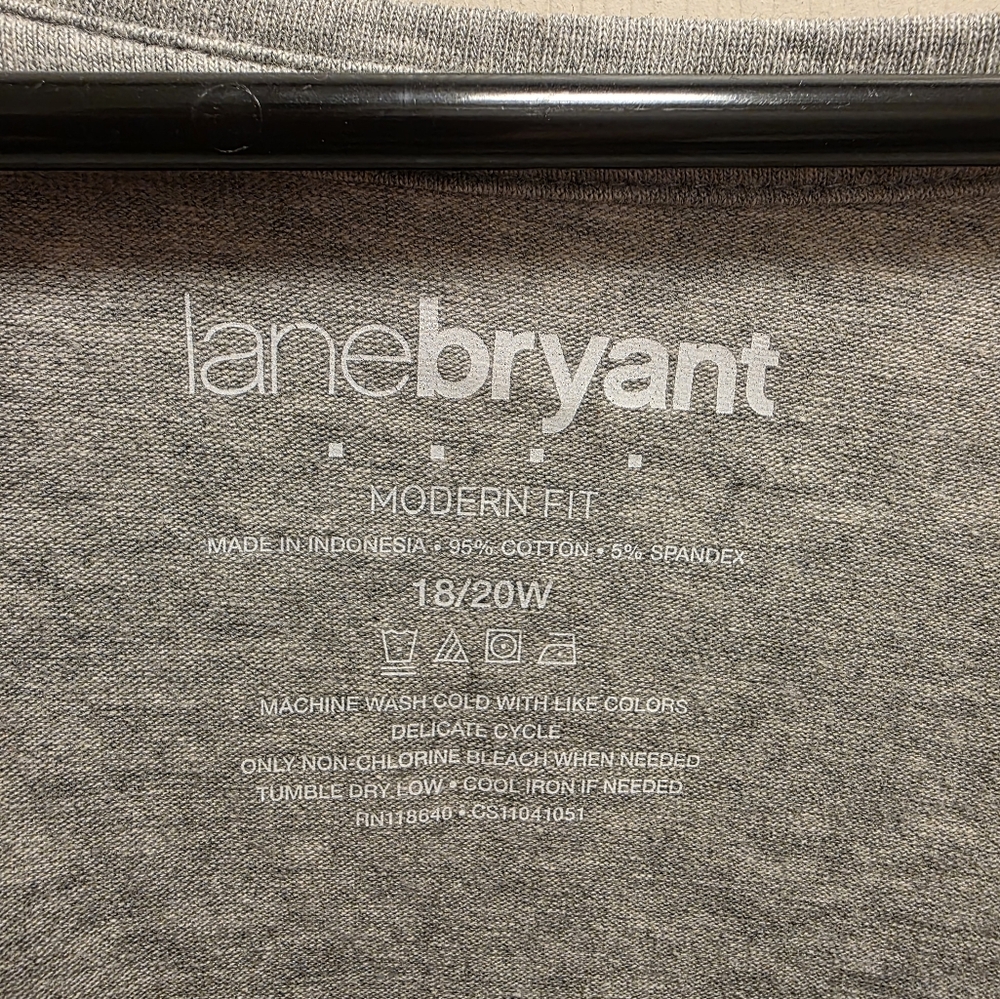 lanebryant
MODERN FIT
MADE IN INDONESIA • 95% COTTON • 5% SPANDEX
18/20W
MACHINE WASH COLD WITH LIKE COLORS
DELICATE CYCLE
ONLY NON-CHLORINE BLEACH WHEN NEEDED
TUMBLE DRY LOW • COOL IRON IF NEEDED
RN118640 • CS11041051